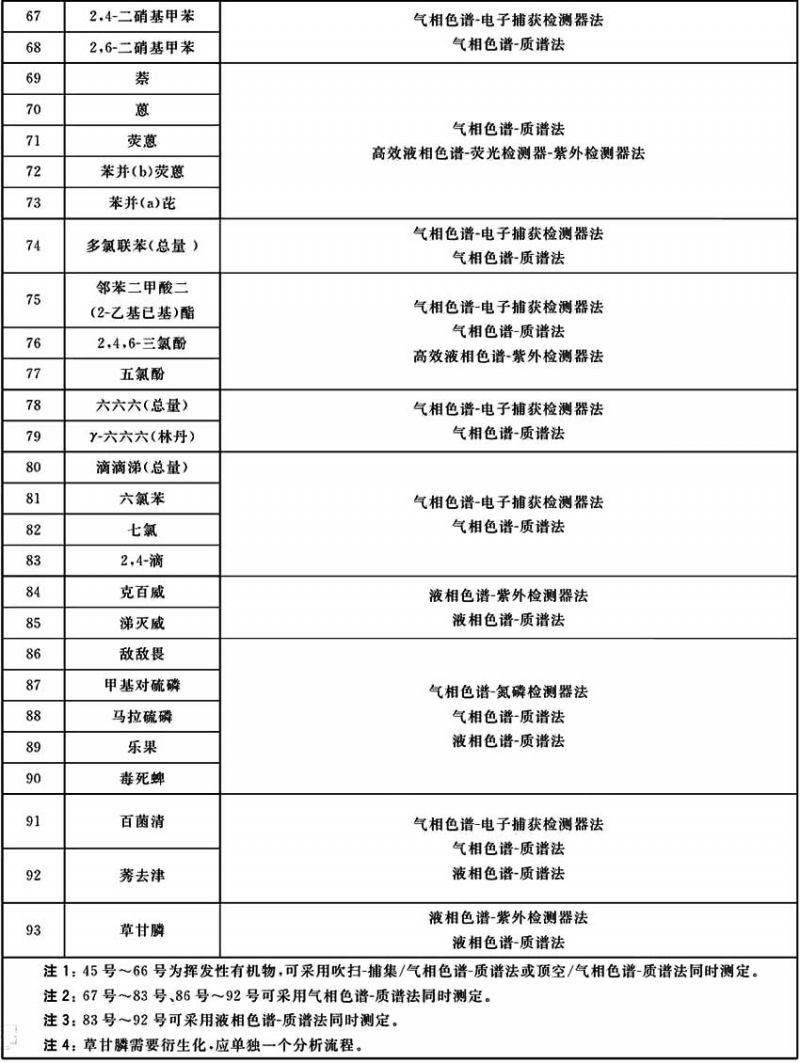 67 2,4-二硝基甲苯
气相色谱-电子捕获检测器法
气相色谱-质谱法
68 2,6-二硝基甲苯
69 萘
70 蒽
71 荧蒽
72 苯并(b)荧蒽
73 苯并(a)芘
气相色谱-质谱法
高效液相色谱-荧光检测器-紫外检测器法
74 多氯联苯(总量)
气相色谱-电子捕获检测器法
气相色谱-质谱法
75 邻苯二甲酸二
(2-乙基已基)酯
76 2,4,6-三氯酚
77 五氯酚
气相色谱-电子捕获检测器法
气相色谱-质谱法
高效液相色谱-紫外检测器法
78 六六六(总量)
79 γ-六六六(林丹)
气相色谱-电子捕获检测器法
气相色谱-质谱法
80 滴滴涕(总量)
81 六氯苯
82 七氯
83 2,4-滴
气相色谱-电子捕获检测器法
气相色谱-质谱法
84 克百威
85 涕灭威
液相色谱-紫外检测器法
液相色谱-质谱法
86 敌敌畏
87 甲基对硫磷
88 马拉硫磷
89 乐果
90 毒死蜱
气相色谱-氮磷检测器法
气相色谱-质谱法
液相色谱-质谱法
91 百菌清
92 莠去津
气相色谱-电子捕获检测器法
气相色谱-质谱法
液相色谱-质谱法
93 草甘膦
液相色谱-紫外检测器法
液相色谱-质谱法
注1:45号~66号为挥发性有机物,可采用吹扫-捕集/气相色谱-质谱法或顶空/气相色谱-质谱法同时测定。
注2:67号~83号、86号~92号可采用气相色谱-质谱法同时测定。
注3:83号~92号可采用液相色谱-质谱法同时测定。
注4:草甘膦需要衍生化,应单独一个分析流程。